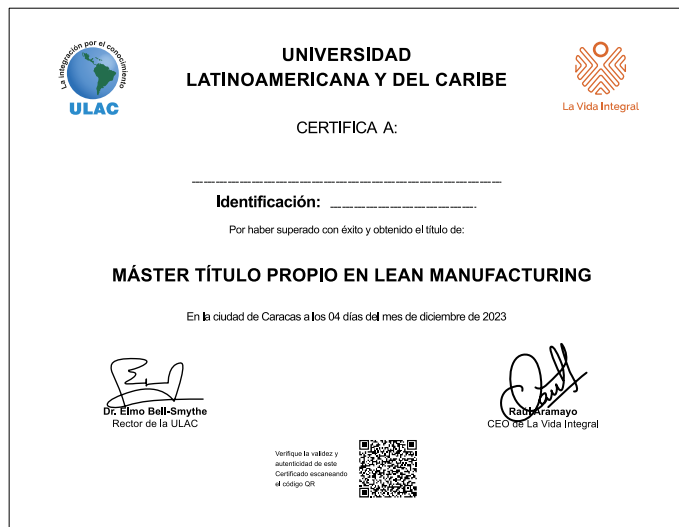 La integración por el conocimiento
ULAC
UNIVERSIDAD
LATINOAMERICANA Y DEL CARIBE
La Vida Integral
CERTIFICA A:
Identificación:
Por haber superado con éxito y obtenido el título de:
MÁSTER TÍTULO PROPIO EN LEAN MANUFACTURING
En la ciudad de Caracas a los 04 días del mes de diciembre de 2023
Dr. Elmo Bell-Smythe
Rector de la ULAC
Raúl Aramayo
CEO de La Vida Integral
Verifique la validez y
autenticidad de este
Certificado escaneando
el código QR